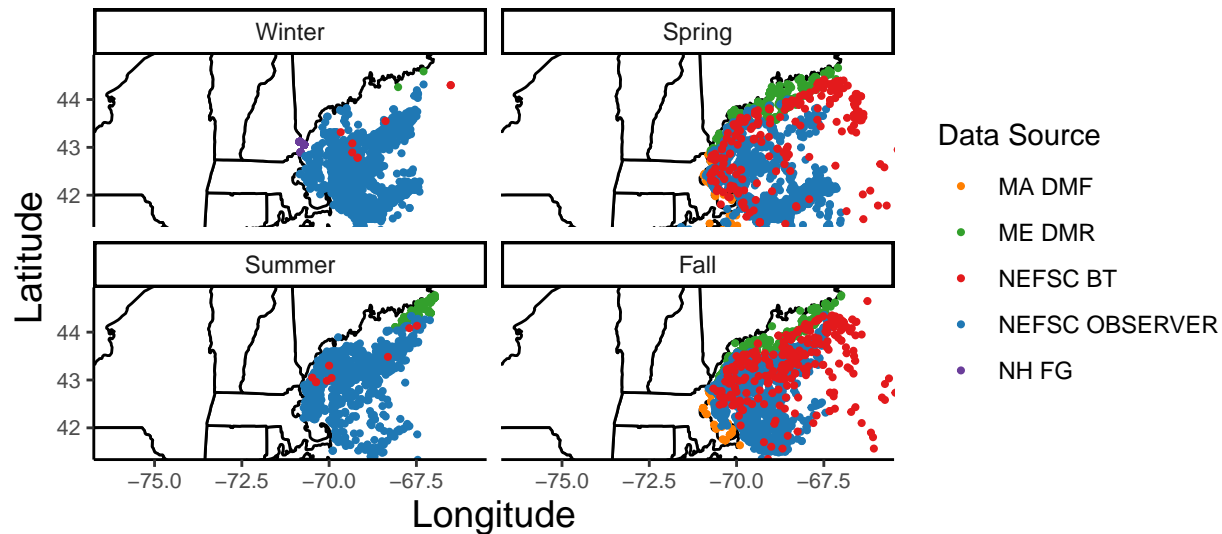 Winter
Spring
44
43
42
Summer
Fall
44
43
42
−75.0
−72.5
−70.0
−67.5
−75.0
−72.5
−70.0
−67.5
Longitude
Latitude
Data Source
MA DMF
ME DMR
NEFSC BT
NEFSC OBSERVER
NH FG